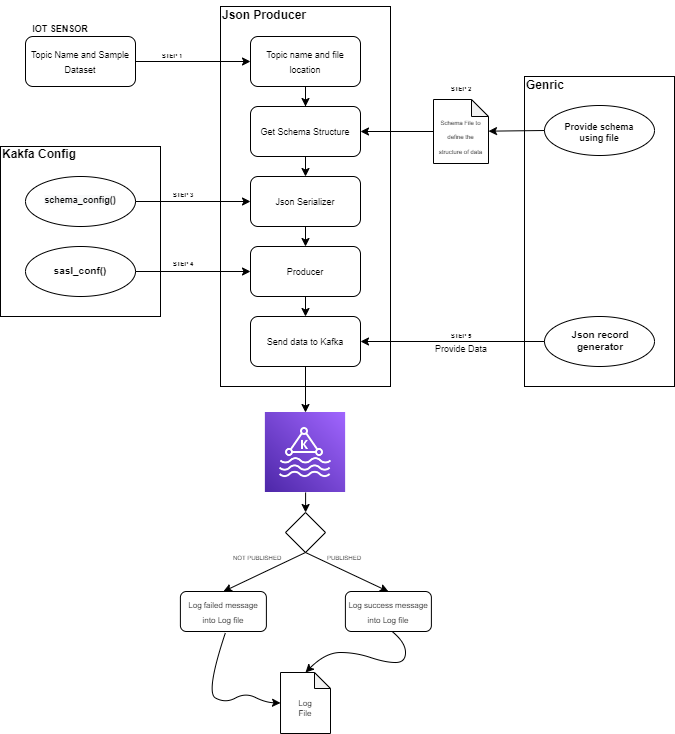 Json Producer
IOT SENSOR
Topic Name and Sample
Dataset
STEP 1
Topic name and file
location
Genric
STEP 2
Schema File to
define the
structure of data
Provide schema
using file
Get Schema Structure
Kakfa Config
schema_config()
STEP 3
Json Serializer
sasl_conf()
STEP 4
Producer
Send data to Kafka
STEP 5
Provide Data
Json record
generator
K
NOT PUBLISHED
PUBLISHED
Log failed message
into Log file
Log success message
into Log file
Log
File